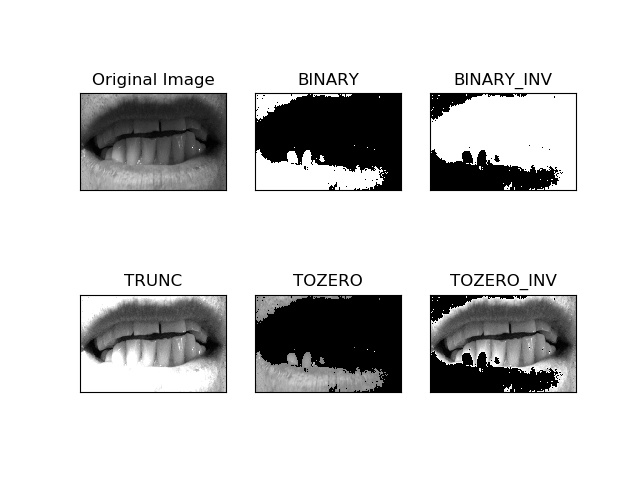 Original Image
BINARY
BINARY_INV
TRUNC
TOZERO
TOZERO_INV